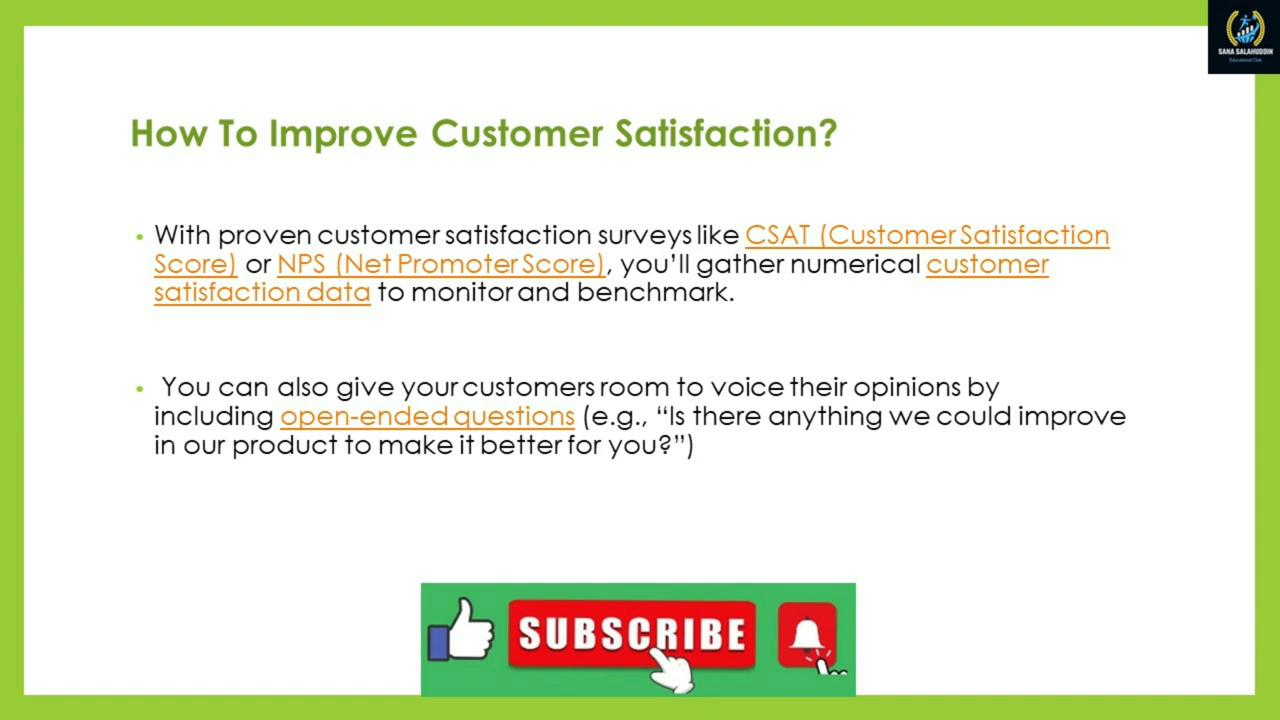 SANA SALAHUDDIN
Educational Club
How To Improve Customer Satisfaction?
• With proven customer satisfaction surveys like CSAT (Customer Satisfaction
Score) or NPS (Net Promoter Score), you’ll gather numerical customer
satisfaction data to monitor and benchmark.
• You can also give your customers room to voice their opinions by
including open-ended questions (e.g., “Is there anything we could improve
in our product to make it better for you?”)
SUBSCRIBE